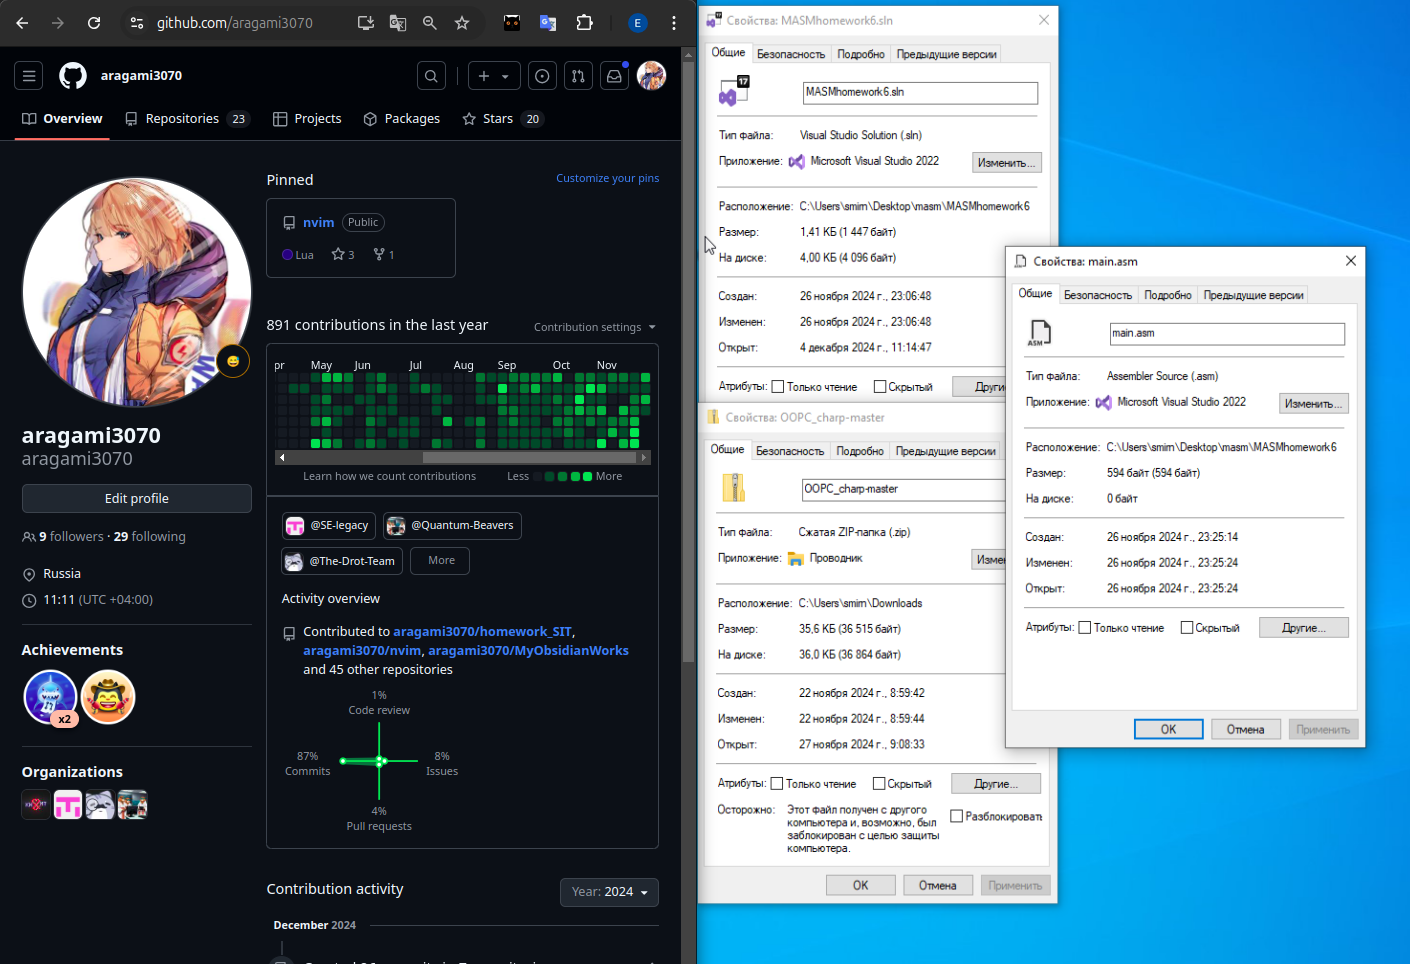 github.com/aragami3070
E
aragami3070
Overview
Repositories 23
Projects
Packages
Stars 20
Pinned
Customize your pins
nvim Public
Lua 3 1
891 contributions in the last year
Contribution settings
pr May Jun Jul Aug Sep Oct Nov
Learn how we count contributions
Less More
aragami3070
aragami3070
Edit profile
9 followers · 29 following
Russia
11:11 (UTC +04:00)
Achievements
x2
Organizations
@SE-legacy
@Quantum-Beavers
@The-Drot-Team
More
Activity overview
Contributed to aragami3070/homework_SIT,
aragami3070/nvim, aragami3070/MyObsidianWorks
and 45 other repositories
1%
Code review
87%
Commits
8%
Issues
4%
Pull requests
Contribution activity
Year: 2024
December 2024
Свойства: MASMhomework6.sln
Общие
Безопасность
Подробно
Предыдущие версии
17
MASMhomework6.sln
Тип файла: Visual Studio Solution (.sln)
Приложение: Microsoft Visual Studio 2022
Изменить...
Расположение: C:\Users\smirn\Desktop\masm\MASMhomework6
Размер: 1,41 КБ (1 447 байт)
На диске: 4,00 КБ (4 096 байт)
Создан: 26 ноября 2024 г., 23:06:48
Изменен: 26 ноября 2024 г., 23:06:48
Открыт: 4 декабря 2024 г., 11:14:47
Атрибуты: Только чтение Скрытый
Другие
Свойства: OOPC_charp-master
Общие
Безопасность
Подробно
Предыдущие версии
OOPC_charp-master
Тип файла: Сжатая ZIP-папка (.zip)
Приложение: Проводник
Измен
Расположение: C:\Users\smirn\Downloads
Размер: 35,6 КБ (36 515 байт)
На диске: 36,0 КБ (36 864 байт)
Создан: 22 ноября 2024 г., 8:59:42
Изменен: 22 ноября 2024 г., 8:59:44
Открыт: 27 ноября 2024 г., 9:08:33
Атрибуты: Только чтение Скрытый
Другие...
Осторожно: Этот файл получен с другого
компьютера и, возможно, был
заблокирован с целью защиты
компьютера.
Разблокировать
OK
Отмена
Применить
Свойства: main.asm
Общие
Безопасность
Подробно
Предыдущие версии
ASM
main.asm
Тип файла: Assembler Source (.asm)
Приложение: Microsoft Visual Studio 2022
Изменить...
Расположение: C:\Users\smirn\Desktop\masm\MASMhomework6
Размер: 594 байт (594 байт)
На диске: 0 байт
Создан: 26 ноября 2024 г., 23:25:14
Изменен: 26 ноября 2024 г., 23:25:24
Открыт: 26 ноября 2024 г., 23:25:24
Атрибуты: Только чтение Скрытый
Другие...
OK
Отмена
Применить